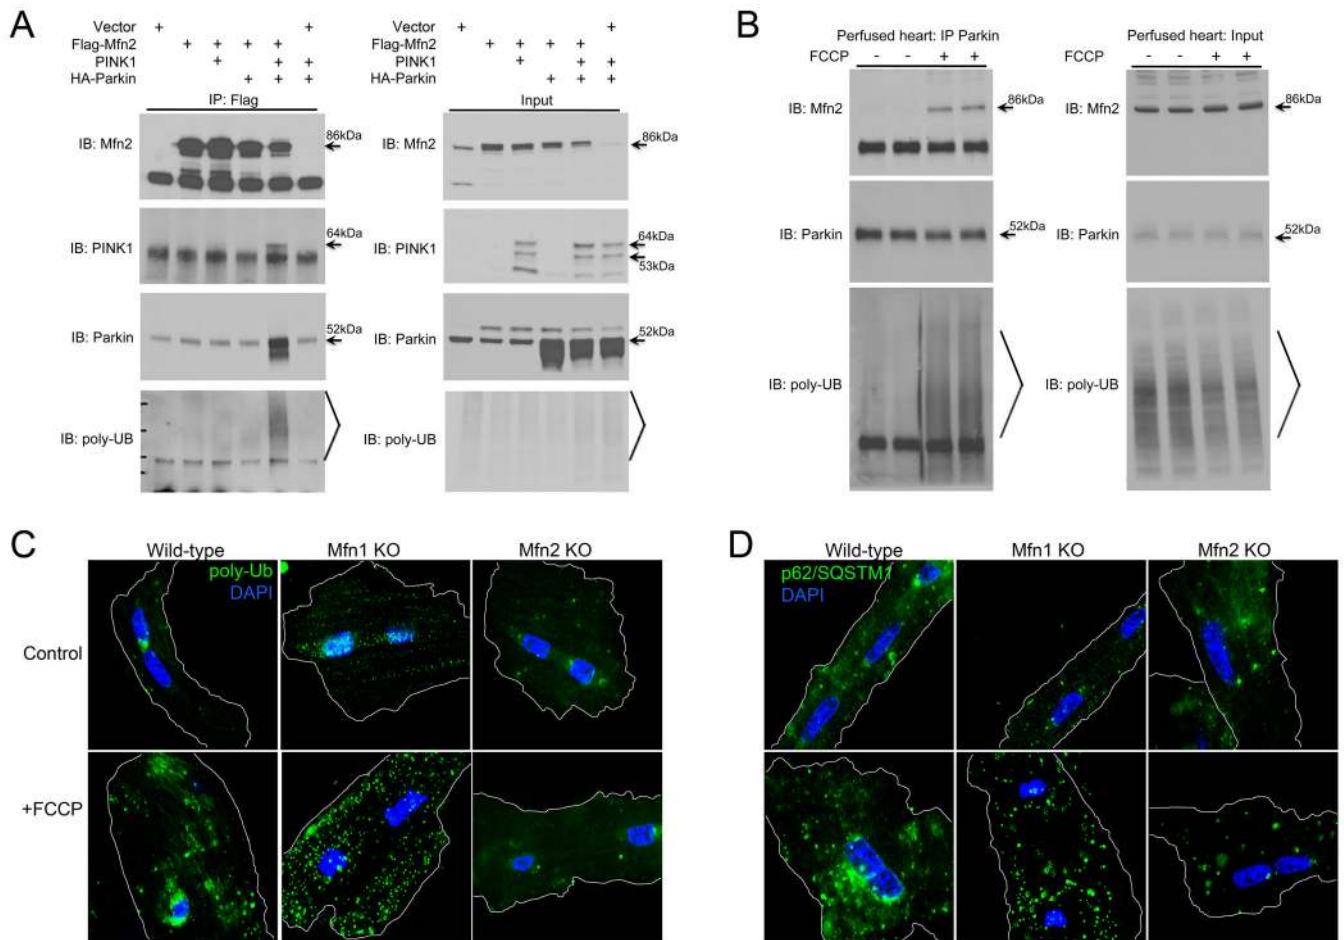 A
Vector + +
Flag-Mfn2 + + + +
PINK1 + + +
HA-Parkin + + +
IP: Flag
IB: Mfn2 86kDa
IB: PINK1 64kDa
IB: Parkin 52kDa
IB: poly-UB
Vector + +
Flag-Mfn2 + + + +
PINK1 + + +
HA-Parkin + + +
Input
IB: Mfn2 86kDa
IB: PINK1 64kDa
53kDa
IB: Parkin 52kDa
IB: poly-UB
B
Perfused heart: IP Parkin
FCCP - - + +
IB: Mfn2 86kDa
IB: Parkin 52kDa
IB: poly-UB
Perfused heart: Input
FCCP - - + +
IB: Mfn2 86kDa
IB: Parkin 52kDa
IB: poly-UB
C
Wild-type Mfn1 KO Mfn2 KO
poly-Ub
DAPI
Control
+FCCP
D
Wild-type Mfn1 KO Mfn2 KO
p62/SQSTM1
DAPI